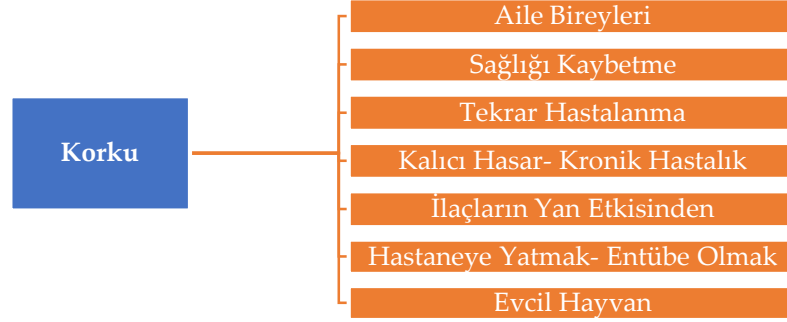 Korku
Aile Bireyleri
Sağlığı Kaybetme
Tekrar Hastalanma
Kalıcı Hasar- Kronik Hastalık
İlaçların Yan Etkisinden
Hastaneye Yatmak- Entübe Olmak
Evcil Hayvan